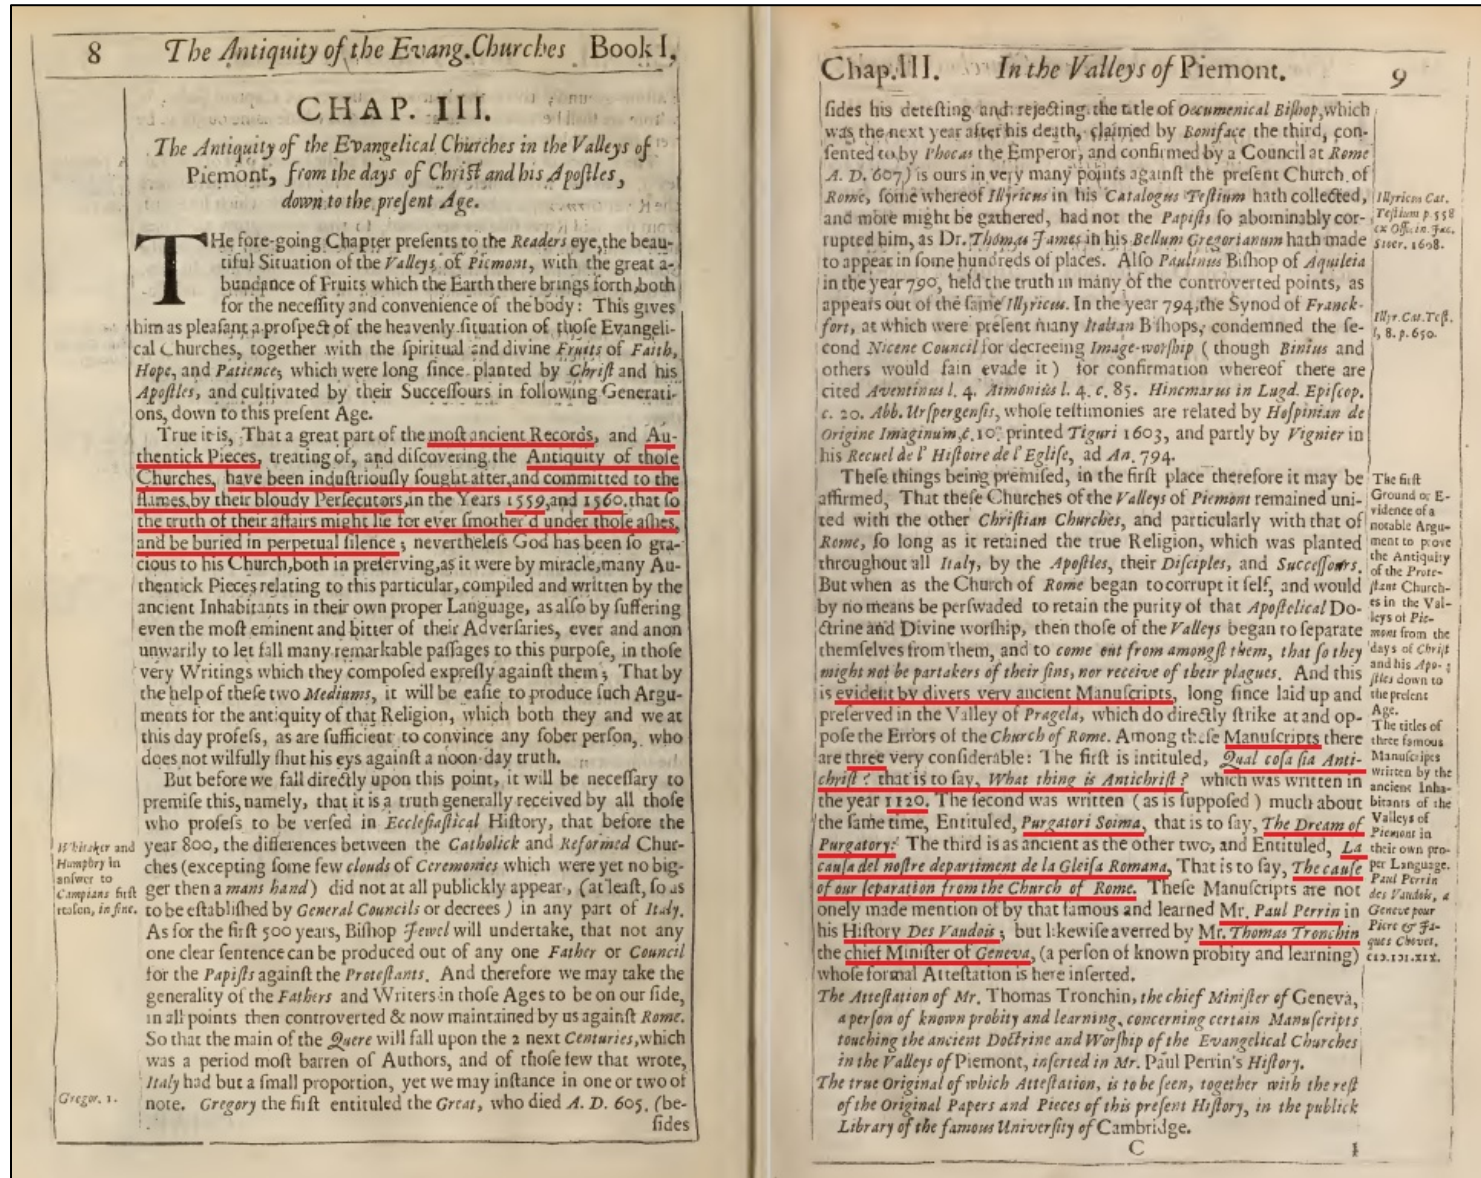 8 The Antiquity of the Evang.Churches Book I,
CHAP. III.
The Antiquity of the Evangelical Churches in the Valleys of
Piemont, from the days of Chriſt and his Apoſtles,
down to the preſent Age.
THe fore-going Chapter preſents to the Readers eye,the beau-
tiful Situation of the Valleys of Piemont, with the great a-
bundance of Fruits which the Earth there brings forth,both
for the neceſſity and convenience of the body: This gives
him as pleaſant a proſpect of the heavenly ſituation of thoſe Evangeli-
cal Churches, together with the ſpiritual and divine Fruits of Faith,
Hope, and Patience, which were long ſince planted by Chriſt and his
Apoſtles, and cultivated by their Succeſſours in following Generati-
ons, down to this preſent Age.
True it is, That a great part of the moſt ancient Records, and Au-
thentick Pieces, treating of, and diſcovering the Antiquity of thoſe
Churches, have been induſtriouſly ſought after,and committed to the
flames,by their bloudy Perſecutors,in the Years 1559,and 1560.that ſo
the truth of their affairs might lie for ever ſmother'd under thoſe aſhes,
and be buried in perpetual ſilence; nevertheleſs God has been ſo gra-
cious to his Church,both in preſerving,as it were by miracle,many Au-
thentick Pieces relating to this particular, compiled and written by the
ancient Inhabitants in their own proper Language, as alſo by ſuffering
even the moſt eminent and bitter of their Adverſaries, ever and anon
unwarily to let fall many remarkable paſſages to this purpoſe, in thoſe
very Writings which they compoſed expreſly againſt them; That by
the help of theſe two Mediums, it will be eaſie to produce ſuch Argu-
ments for the antiquity of that Religion, which both they and we at
this day profeſs, as are ſufficient to convince any ſober perſon, who
does not wilfully ſhut his eys againſt a noon-day truth.
But before we fall directly upon this point, it will be neceſſary to
premiſe this, namely, that it is a truth generally received by all thoſe
who profeſs to be verſed in Eccleſiaſtical Hiſtory, that before the
year 800, the differences between the Catholick and Reformed Chur-
ches (excepting ſome few clouds of Ceremonies which were yet no big-
ger then a mans hand) did not at all publickly appear, (at leaſt, ſo as
to be eſtabliſhed by General Councils or decrees) in any part of Italy.
As for the firſt 500 years, Biſhop Jewel will undertake, that not any
one clear ſentence can be produced out of any one Father or Council
for the Papiſts againſt the Proteſtants. And therefore we may take the
generality of the Fathers and Writers in thoſe Ages to be on our ſide,
in all points then controverted & now maintained by us againſt Rome.
So that the main of the Quere will fall upon the 2 next Centuries,which
was a period moſt barren of Authors, and of thoſe few that wrote,
Italy had but a ſmall proportion, yet we may inſtance in one or two of
note. Gregory the firſt entituled the Great, who died A. D. 605. (be-
ſides
Whitaker and
Humphry in
anſwer to
Campians firſt
reaſon, in fine.
Gregor. 1.
Chap.III. In the Valleys of Piemont. 9
ſides his deteſting and rejecting the title of Oecumenical Biſhop,which
was the next year after his death, claimed by Boniface the third, con-
ſented to by Phocas the Emperor, and confirmed by a Council at Rome
A. D. 607) is ours in very many points againſt the preſent Church of
Rome, ſome whereof Illyricus in his Catalogus Teſtium hath collected,
and more might be gathered, had not the Papiſts ſo abominably cor-
rupted him, as Dr. Thomas James in his Bellum Gregorianum hath made
to appear in ſome hundreds of places. Alſo Paulinus Biſhop of Aquileia
in the year 790, held the truth in many of the controverted points, as
appears out of the ſame Illyricus. In the year 794,the Synod of Franck-
fort, at which were preſent many Italian Biſhops, condemned the ſe-
cond Nicene Council for decreeing Image-worſhip (though Binius and
others would fain evade it) for confirmation whereof there are
cited Aventinus l. 4. Aimonius l. 4. c. 85. Hincmarus in Lugd. Epiſcop.
c. 20. Abb. Urſpergenſis, whoſe teſtimonies are related by Hoſpinian de
Origine Imaginum,c. 10. printed Tiguri 1603, and partly by Vignier in
his Recuel de l' Hiſtoire de l'Egliſe, ad An. 794.
Theſe things being premiſed, in the firſt place therefore it may be
affirmed, That theſe Churches of the Valleys of Piemont remained uni-
ted with the other Chriſtian Churches, and particularly with that of
Rome, ſo long as it retained the true Religion, which was planted
throughout all Italy, by the Apoſtles, their Diſciples, and Succeſſours.
But when as the Church of Rome began to corrupt it ſelf, and would
by no means be perſwaded to retain the purity of that Apoſtolical Do-
ctrine and Divine worſhip, then thoſe of the Valleys began to ſeparate
themſelves from them, and to come out from amongſt them, that ſo they
might not be partakers of their ſins, nor receive of their plagues. And this
is evident by divers very ancient Manuſcripts, long ſince laid up and
preſerved in the Valley of Pragela, which do directly ſtrike at and op-
poſe the Errors of the Church of Rome. Among theſe Manuſcripts there
are three very conſiderable: The firſt is intituled, Qual coſa ſia Anti-
chriſt? that is to ſay, What thing is Antichriſt? which was written in
the year 1120. The ſecond was written (as is ſuppoſed) much about
the ſame time, Entituled, Purgatori Soima, that is to ſay, The Dream of
Purgatory: The third is as ancient as the other two, and Entituled, La
cauſa del noſtre departiment de la Gleiſa Romana, That is to ſay, The cauſe
of our ſeparation from the Church of Rome. Theſe Manuſcripts are not
onely made mention of by that famous and learned Mr. Paul Perrin in
his Hiſtory Des Vaudois; but likewiſe averred by Mr. Thomas Tronchin
the chief Miniſter of Geneva, (a perſon of known probity and learning)
whoſe formal Atteſtation is here inſerted.
The Atteſtation of Mr. Thomas Tronchin, the chief Miniſter of Geneva,
a perſon of known probity and learning, concerning certain Manuſcripts
touching the ancient Doctrine and Worſhip of the Evangelical Churches
in the Valleys of Piemont, inſerted in Mr. Paul Perrin's Hiſtory.
The true Original of which Atteſtation, is to be ſeen, together with the reſt
of the Original Papers and Pieces of this preſent Hiſtory, in the publick
Library of the famous Univerſity of Cambridge.
C 1
Illyricus Cat.
Teſtium p. 558
ex Offic. in Jac.
Stoer. 1608.
Illyr.Cat.Teſt.
l, 8. p. 650.
The firſt
Ground or E-
vidence of a
notable Argu-
ment to prove
the Antiquity
of the Prote-
ſtant Church-
es in the Val-
leys of Pie-
mont from the
days of Chriſt
and his Apo-
ſtles down to
the preſent
Age.
The titles of
three famous
Manuſcripts
written by the
ancient Inha-
bitants of the
Valleys of
Piemont in
their own pro-
per Language.
Paul Perrin
des Vaudois, a
Geneve pour
Piere & Ja-
ques Chovet.